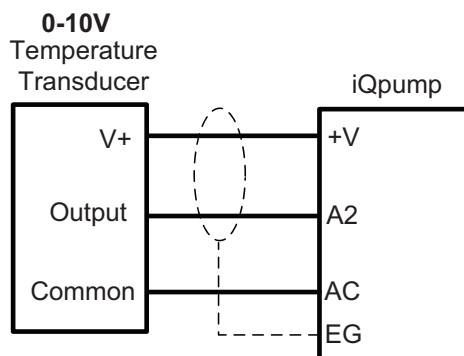 0-10V
Temperature
Transducer
iQpump
V+
+V
Output
A2
Common
AC
EG